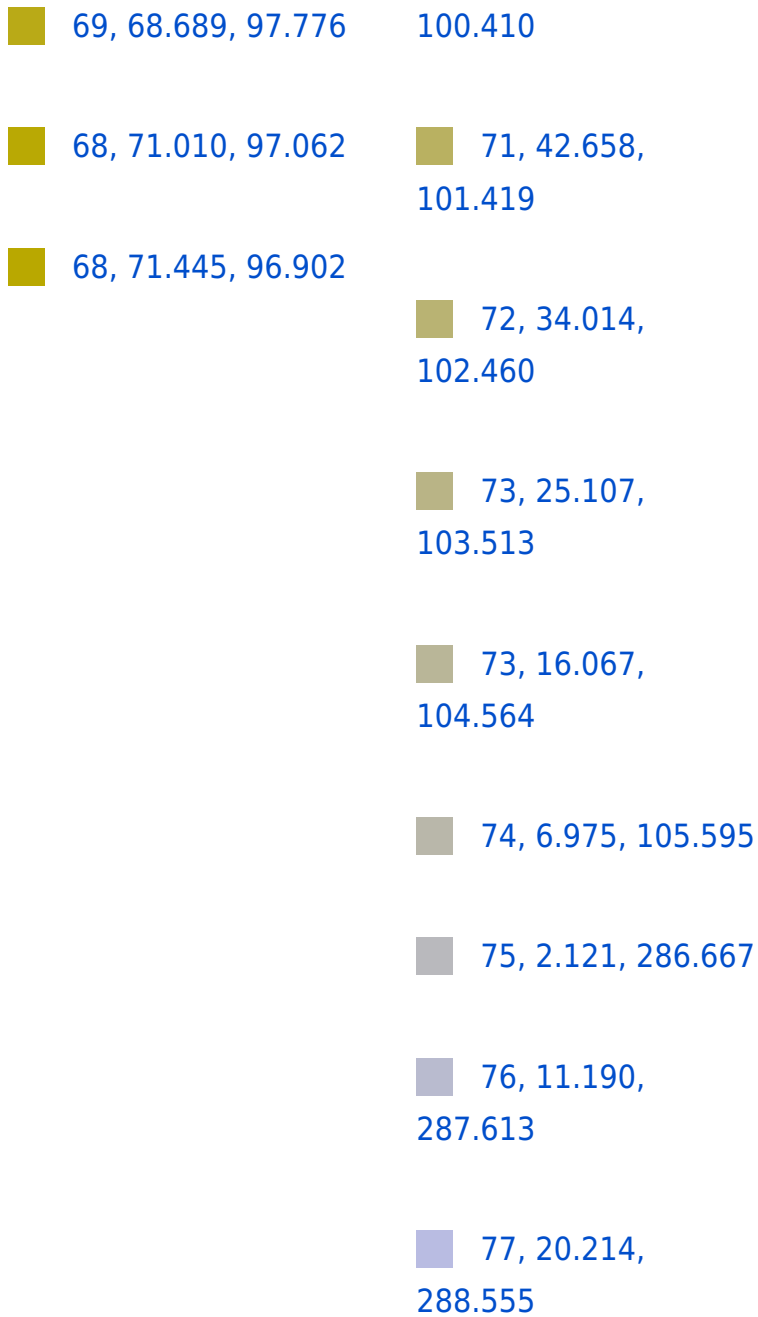 69, 68.689, 97.776
68, 71.010, 97.062
68, 71.445, 96.902
100.410
71, 42.658,
101.419
72, 34.014,
102.460
73, 25.107,
103.513
73, 16.067,
104.564
74, 6.975, 105.595
75, 2.121, 286.667
76, 11.190,
287.613
77, 20.214,
288.555